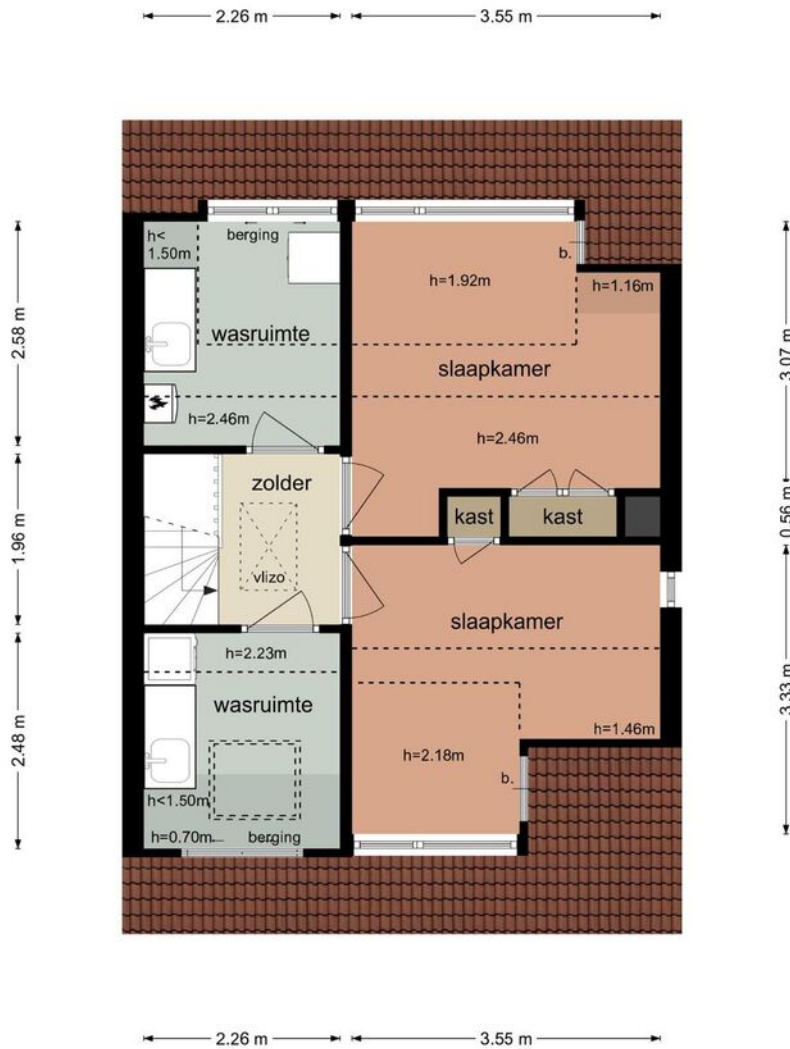 2.26 m
3.55 m
h<
1.50m
berging
b.
h=1.92m
h=1.16m
2.58 m
wasruimte
3.07 m
slaapkamer
h=2.46m
h=2.46m
zolder
kast
kast
0.56 m
1.96 m
vlizo
slaapkamer
h=2.23m
wasruimte
3.33 m
2.48 m
h=1.46m
h=2.18m
b.
h<1.50m
h=0.70m
berging
2.26 m
3.55 m